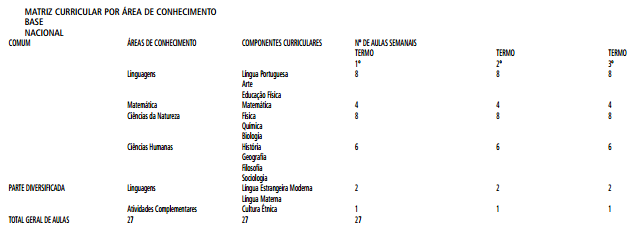 MATRIZ CURRICULAR POR ÁREA DE CONHECIMENTO
BASE
NACIONAL
COMUM ÁREAS DE CONHECIMENTO COMPONENTES CURRICULARES Nº DE AULAS SEMANAIS
TERMO TERMO TERMO
1º 2º 3º
Linguagens Língua Portuguesa 8 8 8
Arte
Educação Física
Matemática Matemática 4 4 4
Ciências da Natureza Física 8 8 8
Química
Biologia
Ciências Humanas História 6 6 6
Geografia
Filosofia
Sociologia
PARTE DIVERSIFICADA Linguagens Língua Estrangeira Moderna 2 2 2
Língua Materna
Atividades Complementares Cultura Étnica 1 1 1
TOTAL GERAL DE AULAS 27 27 27